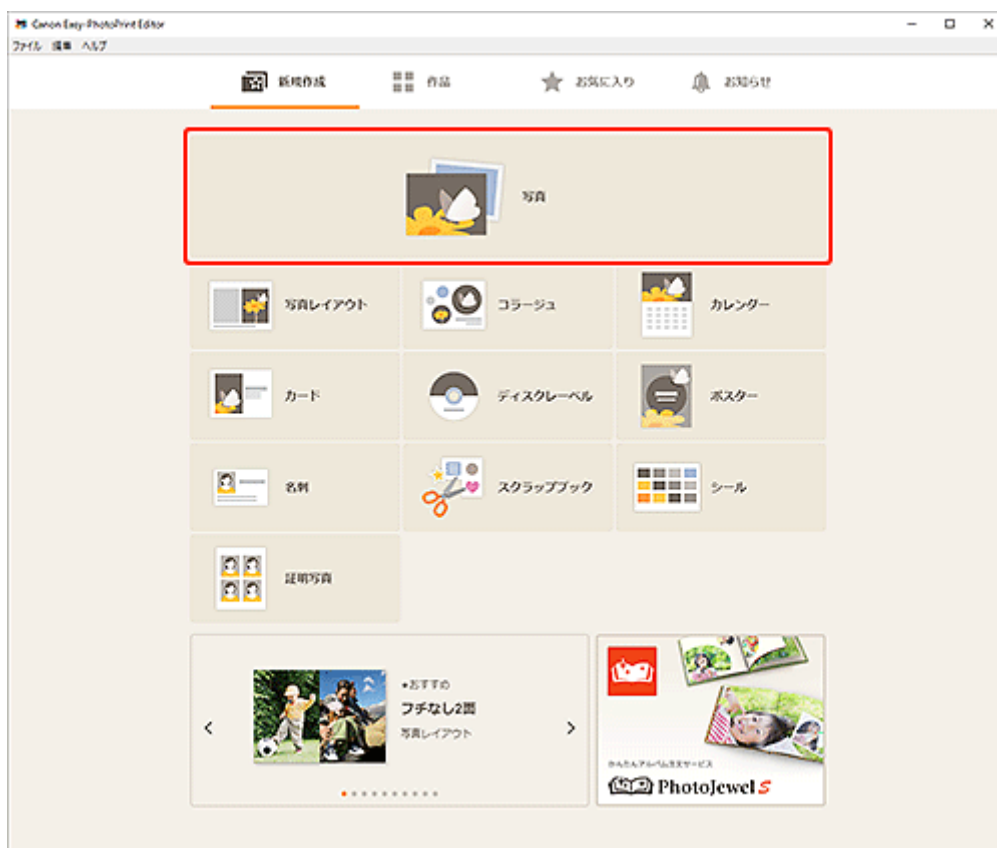 Canon Easy-PhotoPrint Editor
ファイル 編集 ヘルプ
新規作成 作品 お気に入り お知らせ
写真
写真レイアウト コラージュ カレンダー
カード ディスクレーベル ポスター
名刺 スクラップブック シール
証明写真
•おすすめ
フチなし2面
写真レイアウト
かんたんアルバム注文サービス
PhotoJewel S